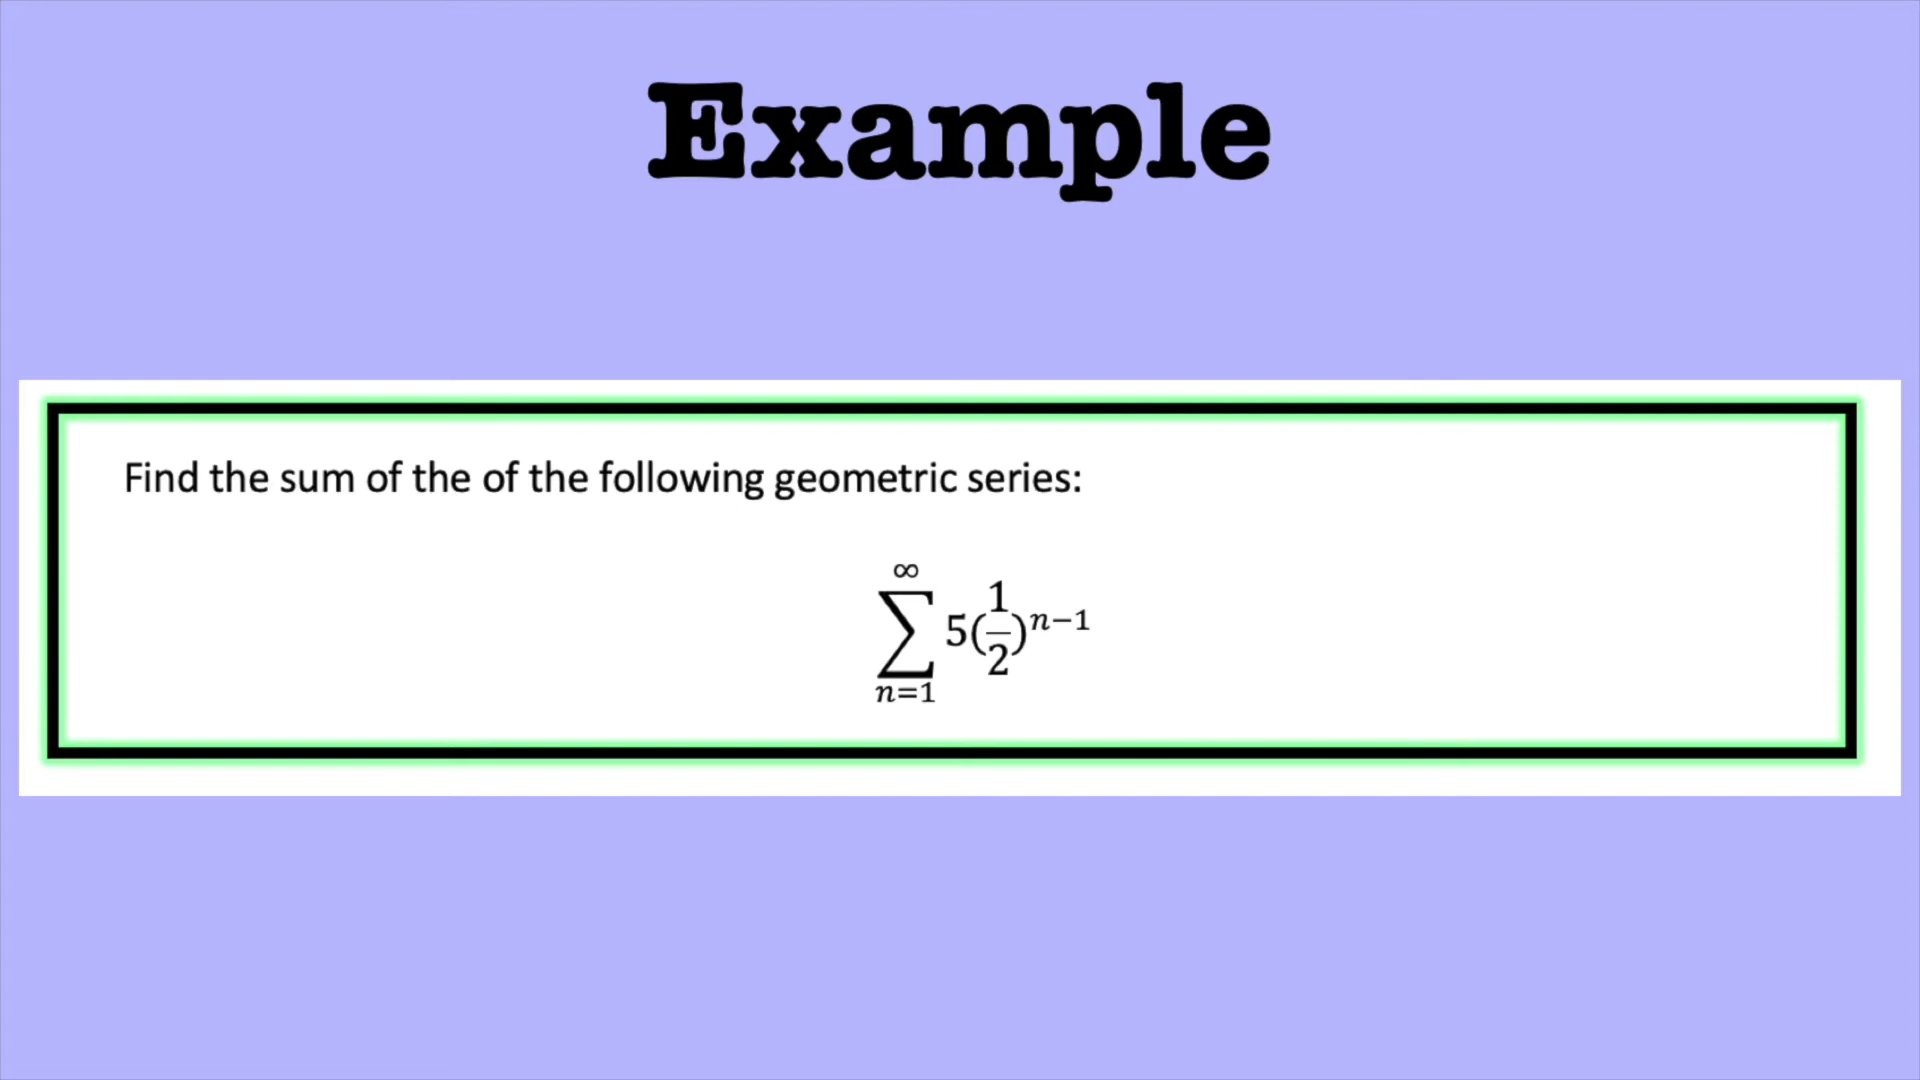 Example
Find the sum of the of the following geometric series:
∞
∑ 5(1/2)ⁿ⁻¹
n=1